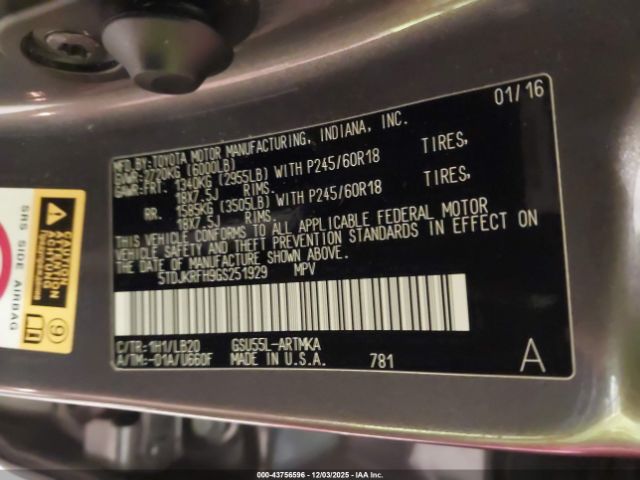 01/16
MFD.BY:TOYOTA MOTOR MANUFACTURING, INDIANA, INC.
GVWR:2720KG (6000LB)
GAWR:FRT. 1340KG (2955LB) WITH P245/60R18 TIRES,
18X7.5J RIMS.
RR. 1585KG (3505LB) WITH P245/60R18 TIRES,
18X7.5J RIMS.
THIS VEHICLE CONFORMS TO ALL APPLICABLE FEDERAL MOTOR
VEHICLE SAFETY AND THEFT PREVENTION STANDARDS IN EFFECT ON
THE DATE OF MANUFACTURE SHOWN ABOVE.
5TDJKRFH9GS251929 MPV
C/TR:1H1/LB20 GSU55L-ARTMKA
A/TM:-01A/U660F MADE IN U.S.A. 781 A
SRS SIDE AIRBAG
CAUTION
9
000-43756596 - 12/03/2025 - IAA Inc.